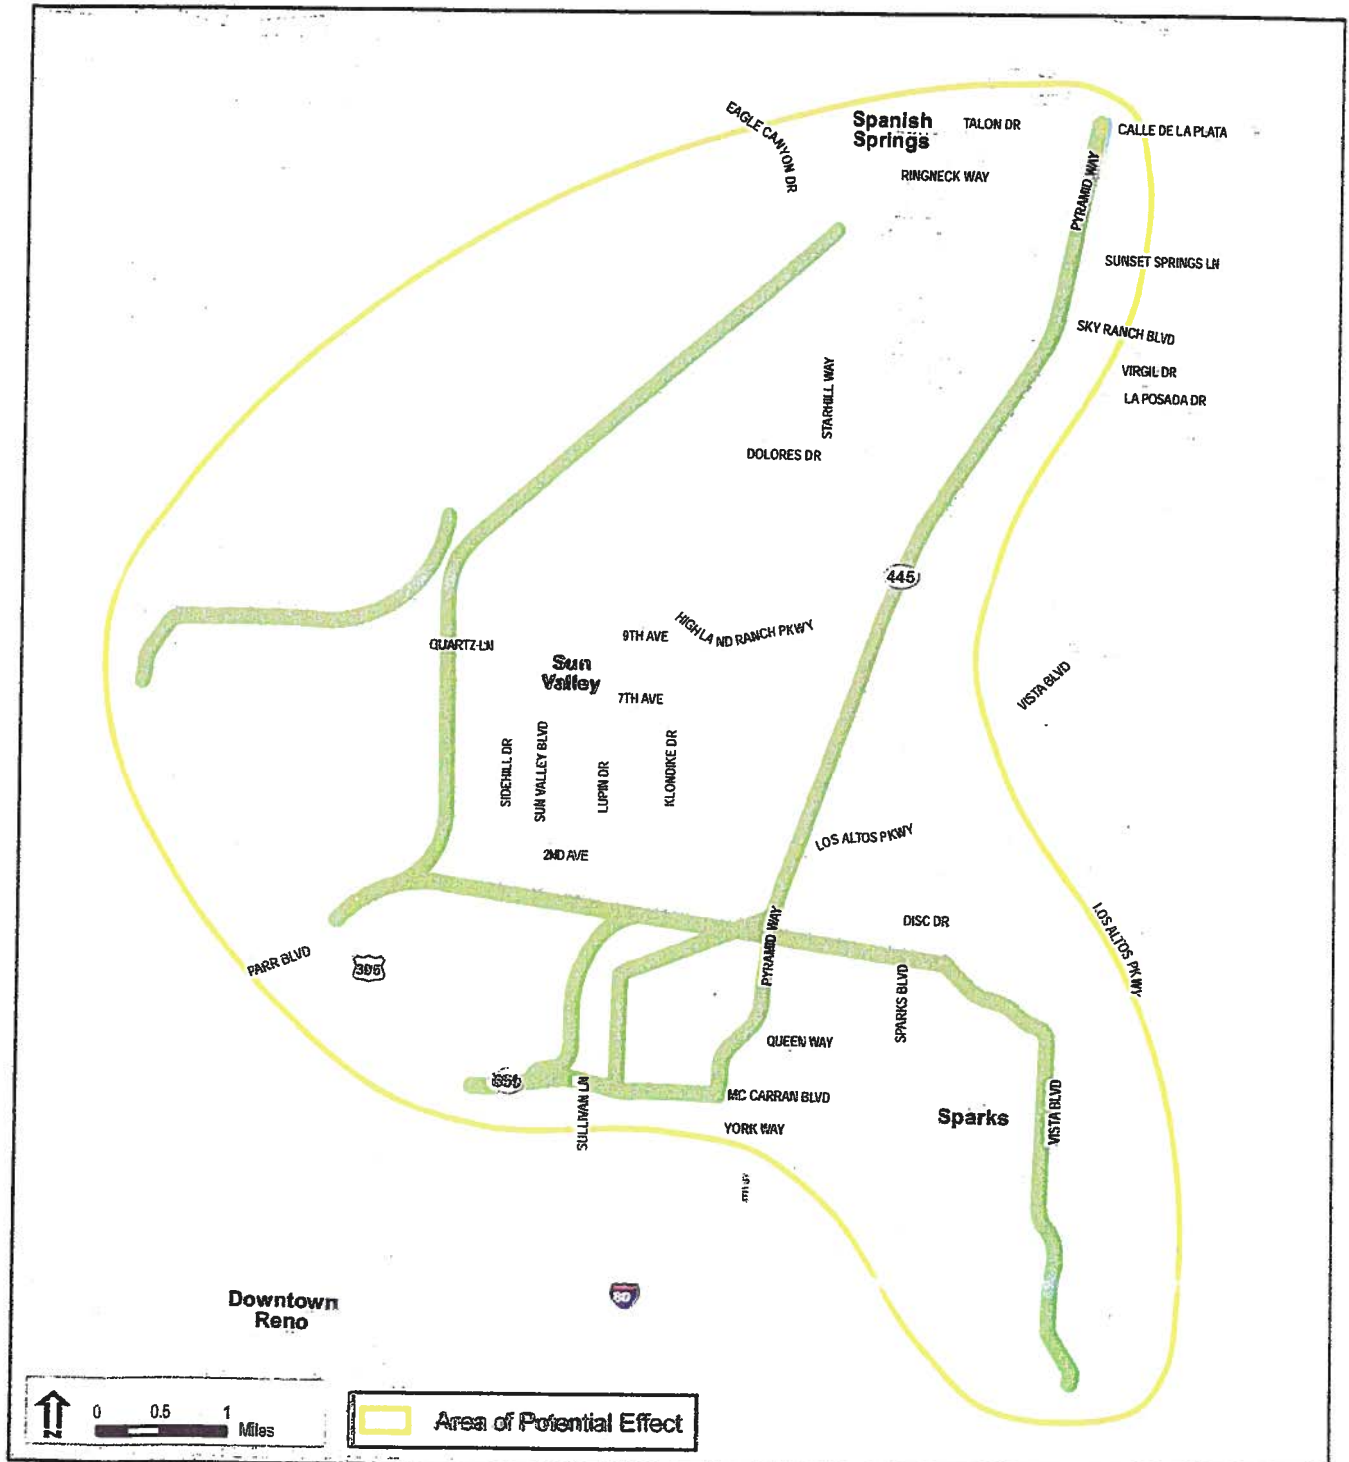 EAGLE CANYON DR
Spanish
Springs
TALON DR
CALLE DE LA PLATA
RINGNECK WAY
PYRAMID WAY
SUNSET SPRINGS LN
SKY RANCH BLVD
VIRGIL DR
LA POSADA DR
STARHILL WAY
DOLORES DR
445
QUARTZ LN
9TH AVE
HIGHLAND RANCH PKWY
Sun
Valley
7TH AVE
VISTA BLVD
SIDEHILL DR
SUN VALLEY BLVD
LUPIN DR
KLONDIKE DR
LOS ALTOS PKWY
2ND AVE
PYRAMID WAY
DISC DR
LOS ALTOS PKWY
PARR BLVD
395
SPARKS BLVD
QUEEN WAY
SULLIVAN LN
MC CARRAN BLVD
YORK WAY
Sparks
VISTA BLVD
80
Downtown
Reno
N
0 0.5 1
Miles
Area of Potential Effect